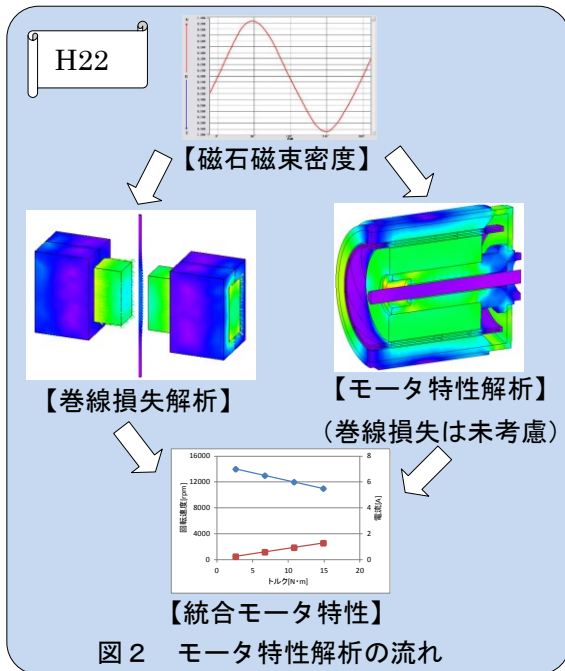 H22
【磁石磁束密度】
【巻線損失解析】
【モータ特性解析】
(巻線損失は未考慮)
16000
12000
8000
4000
0
回転速度[rpm]
8
6
4
2
0
電流[A]
0 5 10 15 20
トルク[N・m]
【統合モータ特性】
図2 モータ特性解析の流れ